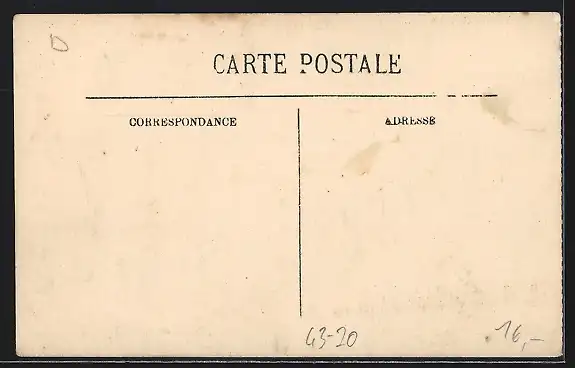 D
CARTE POSTALE
CORRESPONDANCE
ADRESSE
43-20
16,-